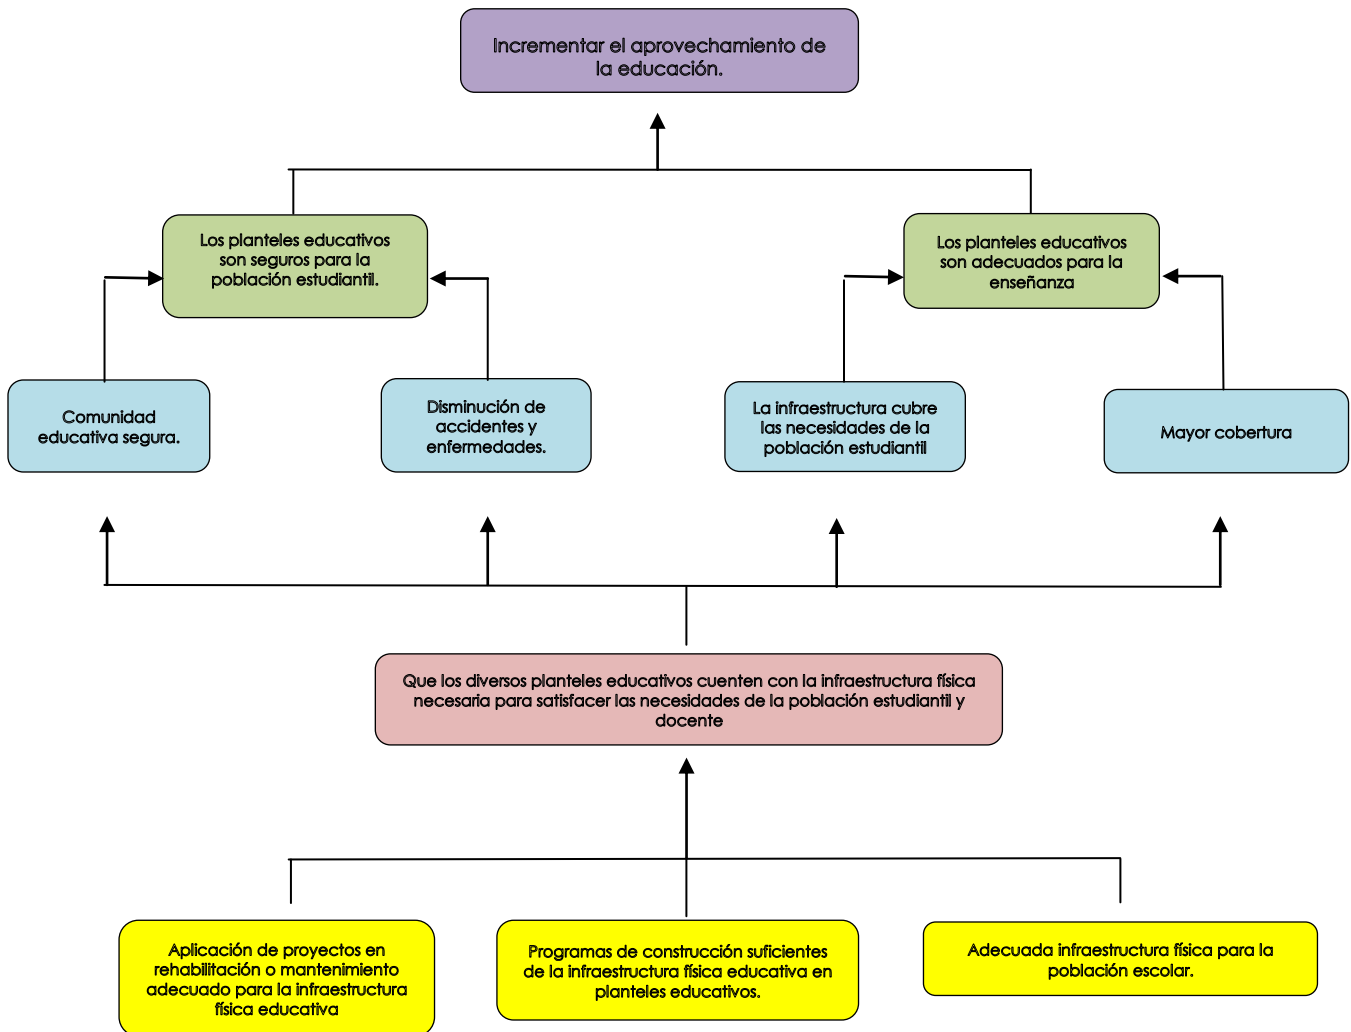 Incrementar el aprovechamiento de
la educación.
Los planteles educativos
son seguros para la
población estudiantil.
Los planteles educativos
son adecuados para la
enseñanza
Comunidad
educativa segura.
Disminución de
accidentes y
enfermedades.
La infraestructura cubre
las necesidades de la
población estudiantil
Mayor cobertura
Que los diversos planteles educativos cuenten con la infraestructura física
necesaria para satisfacer las necesidades de la población estudiantil y
docente
Aplicación de proyectos en
rehabilitación o mantenimiento
adecuado para la infraestructura
física educativa
Programas de construcción suficientes
de la infraestructura física educativa en
planteles educativos.
Adecuada infraestructura física para la
población escolar.